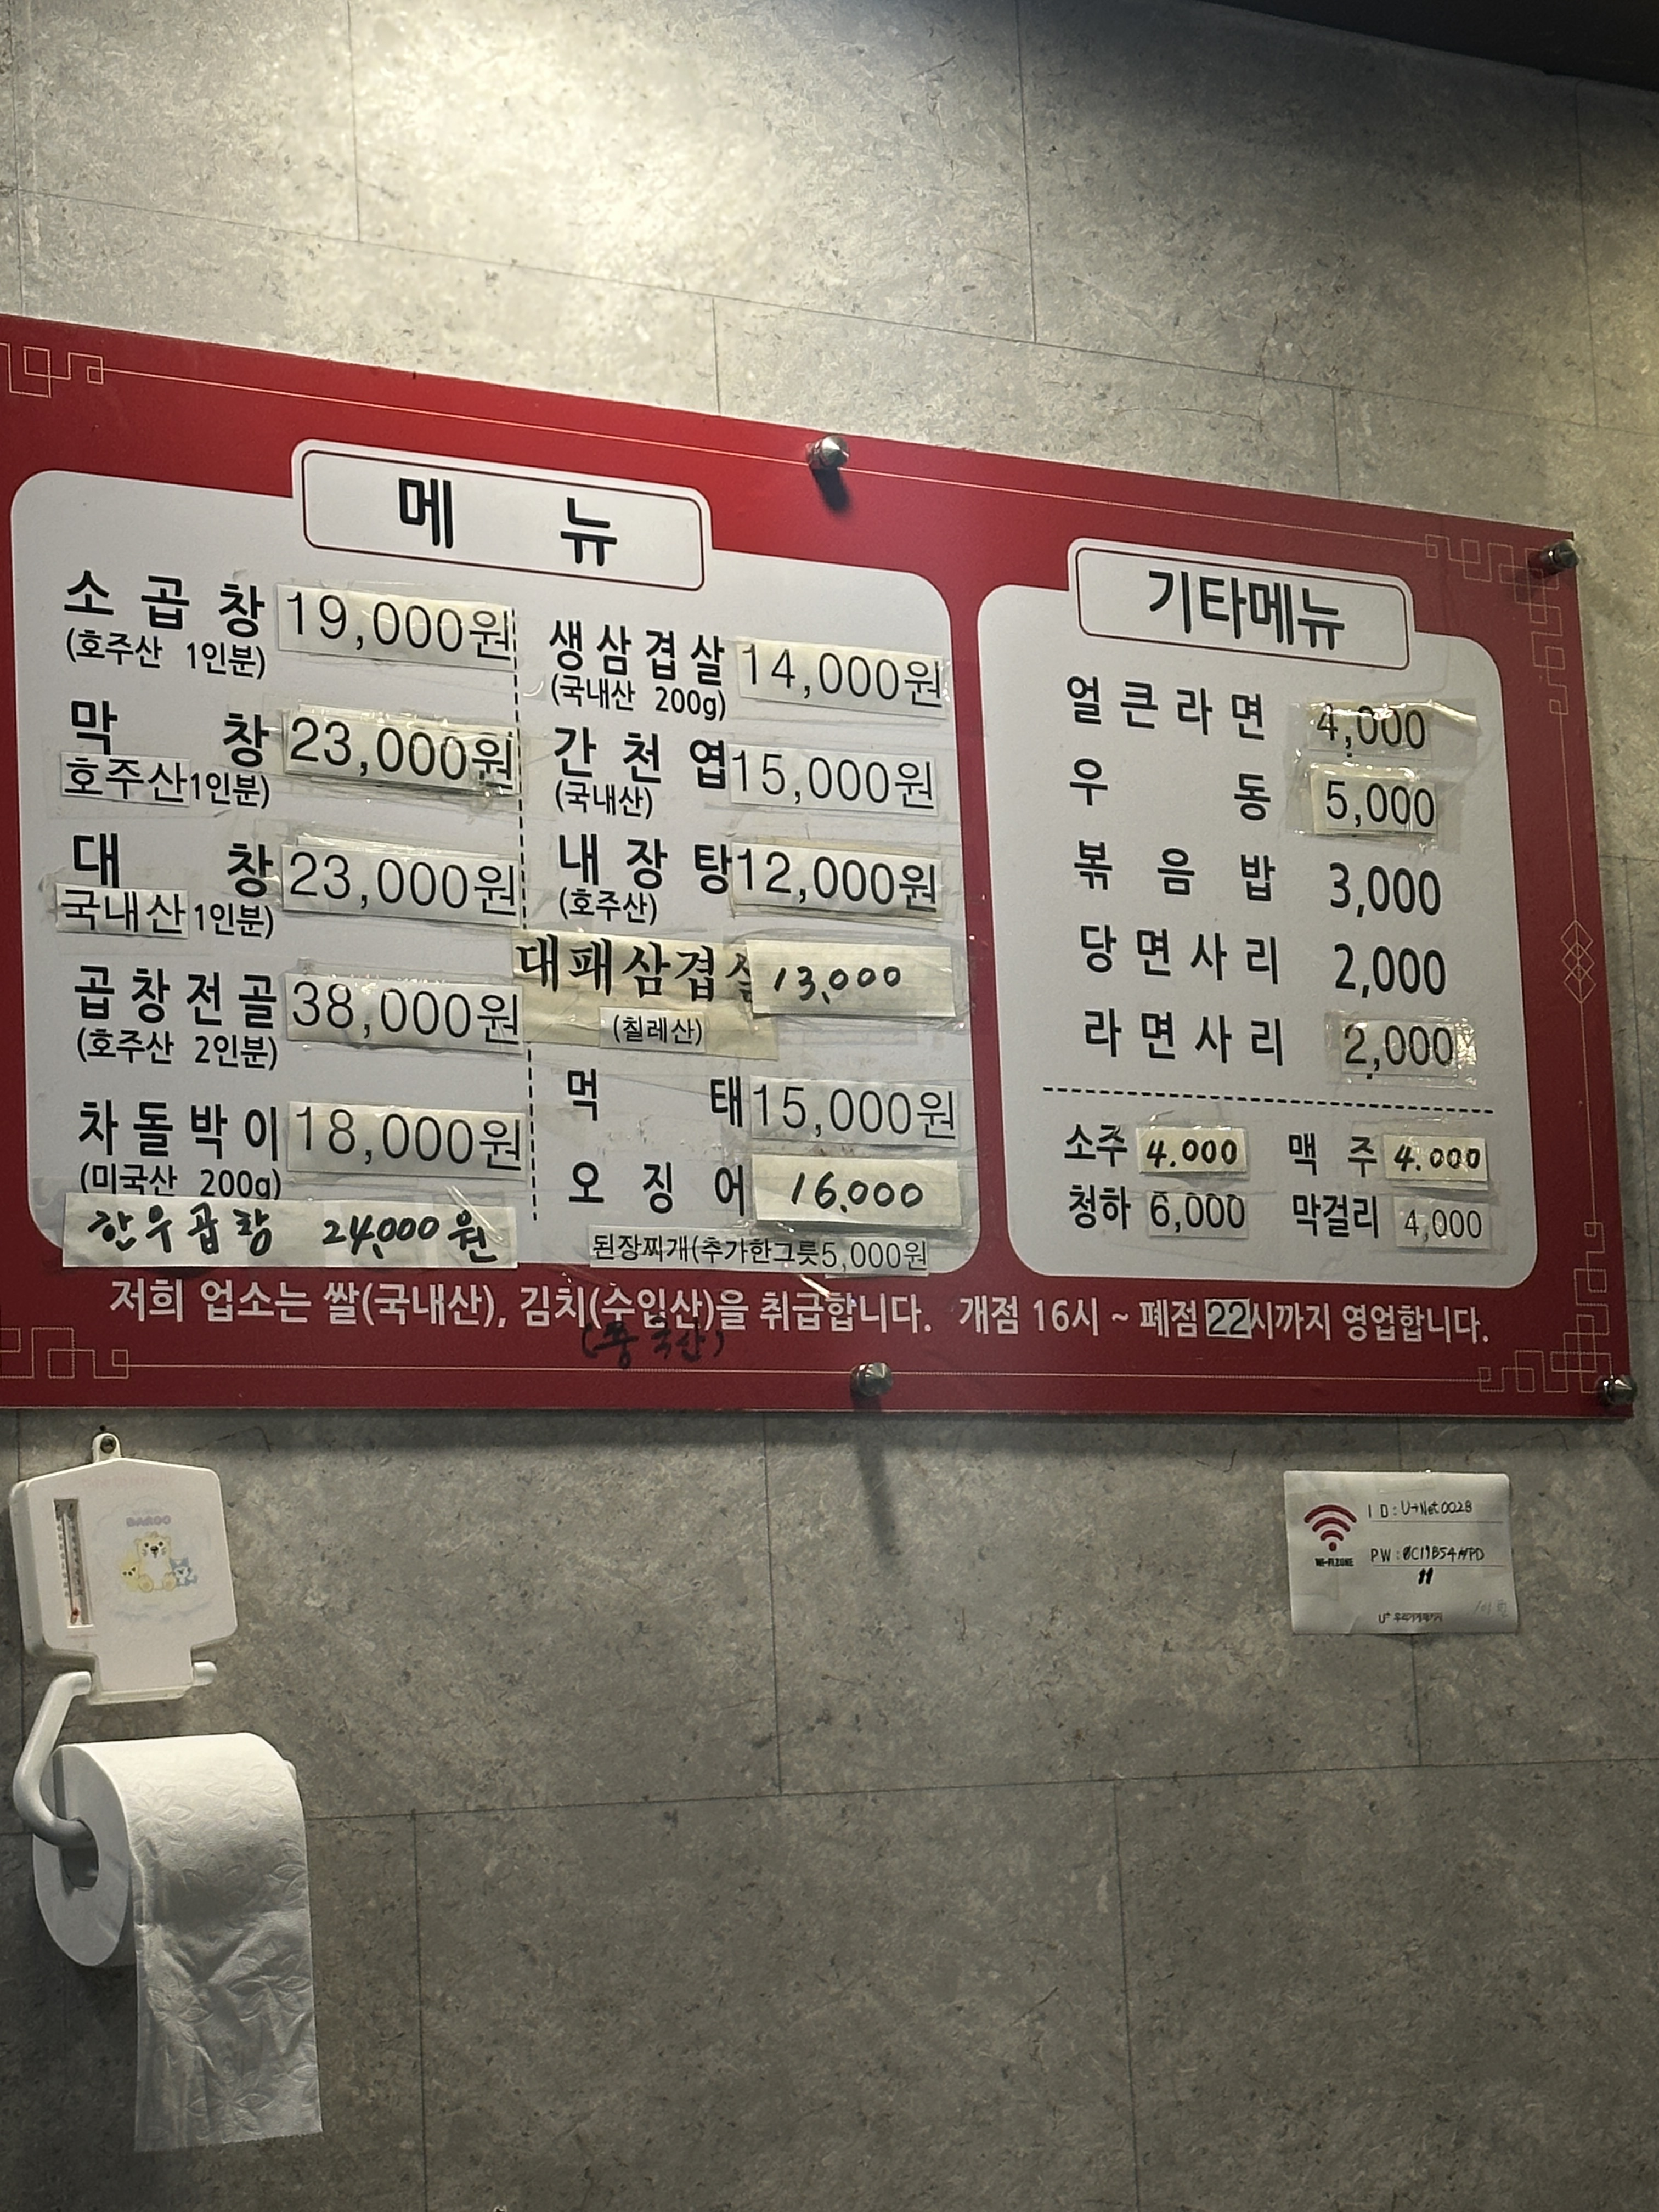 메 뉴
소 곱 창 19,000원
(호주산 1인분)
막 창 23,000원
호주산 1인분)
대 창 23,000원
국내산 1인분)
곱창전골 38,000원
(호주산 2인분)
차돌박이 18,000원
(미국산 200g)
한우곱창 24,000원
생삼겹살 14,000원
(국내산 200g)
간 천 엽 15,000원
(국내산)
내 장 탕 12,000원
(호주산)
대패삼겹살 13,000
(칠레산)
먹 태 15,000원
오 징 어 16.000
된장찌개(추가한그릇5,000원
기타메뉴
얼큰라면 4,000
우 동 5,000
볶 음 밥 3,000
당면사리 2,000
라면사리 2,000
소주 4.000 맥 주 4.000
청하 6,000 막걸리 4,000
저희 업소는 쌀(국내산), 김치(수입산)을 취급합니다. 개점 16시 ~ 폐점 22시까지 영업합니다.
(중국산)
BAROO
WI-FI ZONE
I D : U+Net002B
PW :
U+